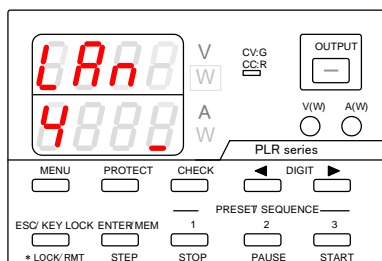 LAn
V
W
CV:G
CC:R
OUTPUT
4 _
A
W
V(W) A(W)
PLR series
MENU PROTECT CHECK ◀ DIGIT ▶
PRESET/ SEQUENCE
ESC/ KEY LOCK ENTER/MEM 1 2 3
* LOCK/ RMT STEP STOP PAUSE START